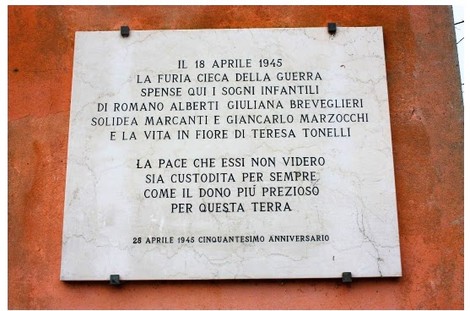 IL 18 APRILE 1945
LA FURIA CIECA DELLA GUERRA
SPENSE QUI I SOGNI INFANTILI
DI ROMANO ALBERTI GIULIANA BREVEGLIERI
SOLIDEA MARCANTI E GIANCARLO MARZOCCHI
E LA VITA IN FIORE DI TERESA TONELLI
LA PACE CHE ESSI NON VIDERO
SIA CUSTODITA PER SEMPRE
COME IL DONO PIÚ PREZIOSO
PER QUESTA TERRA
28 APRILE 1945 CINQUANTESIMO ANNIVERSARIO